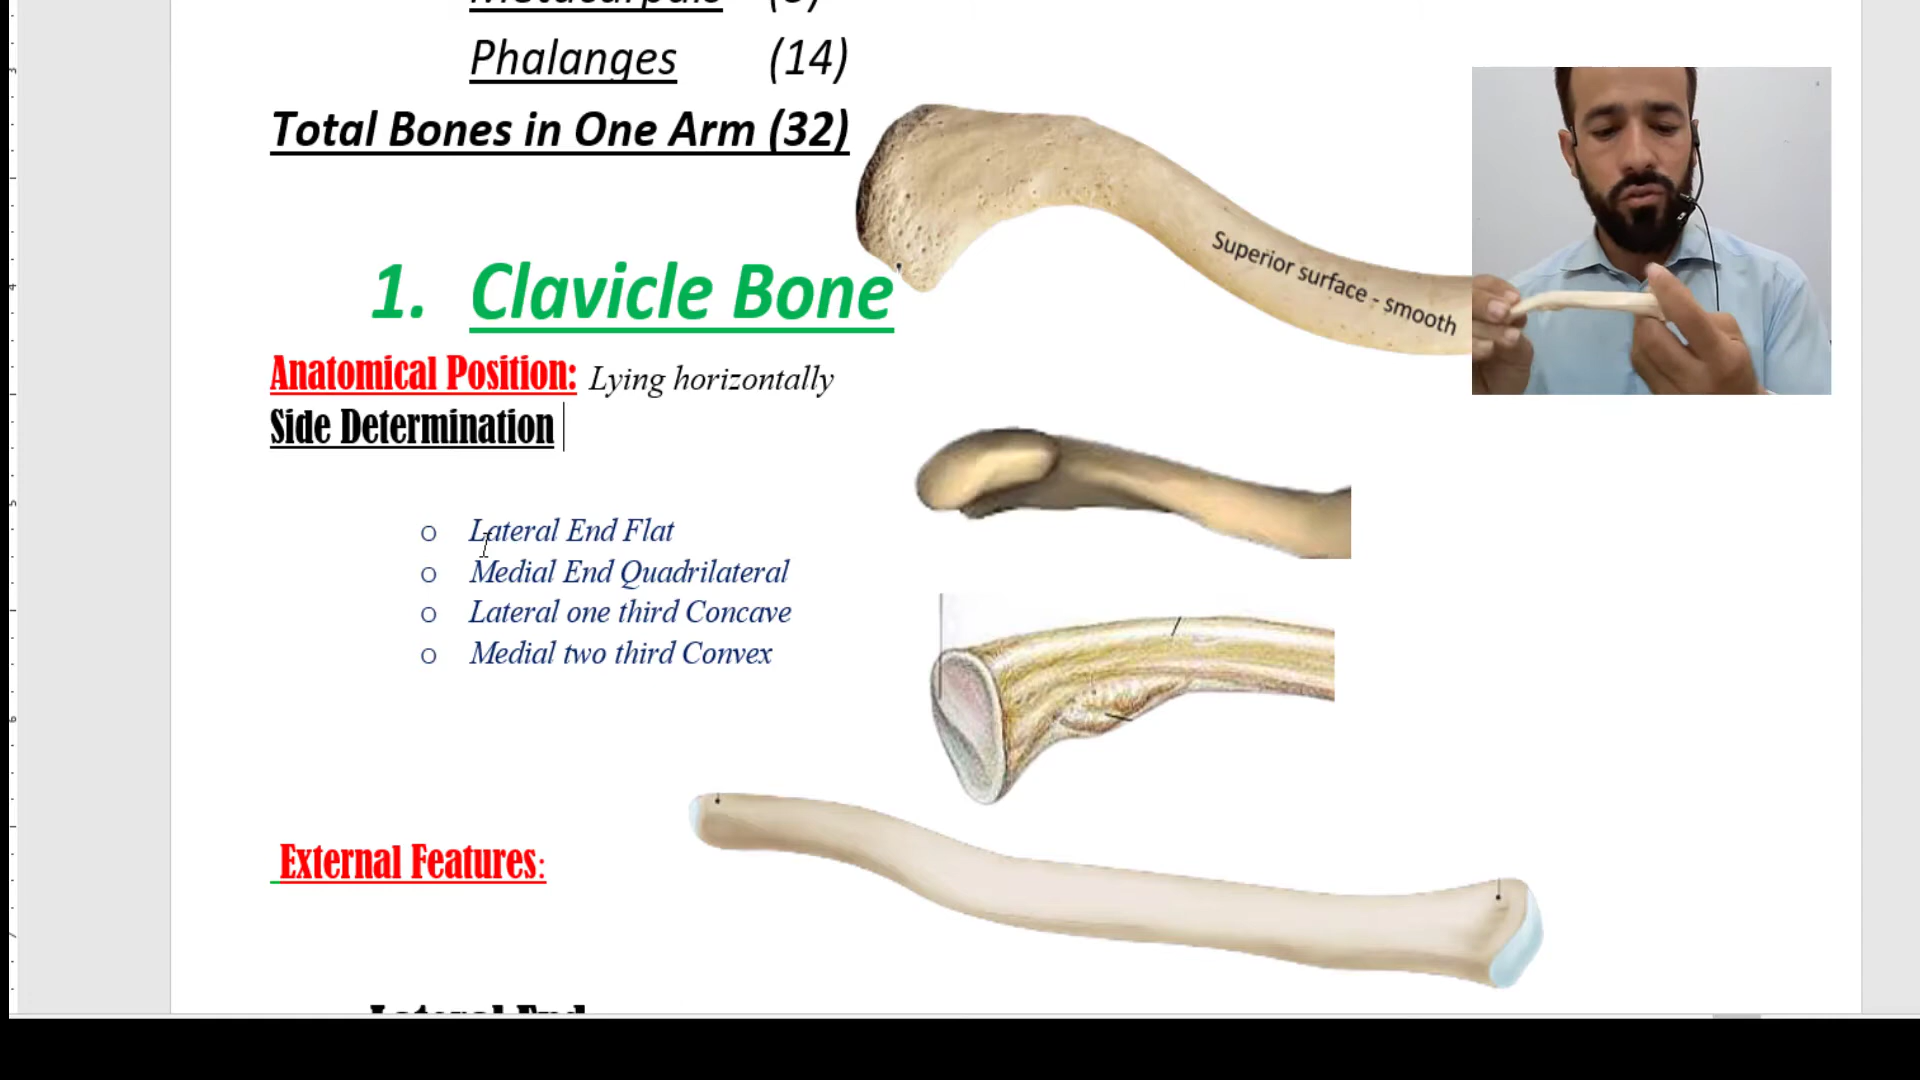 Phalanges (14)
Total Bones in One Arm (32)
1. Clavicle Bone
Superior surface - smooth
Anatomical Position: Lying horizontally
Side Determination
o Lateral End Flat
o Medial End Quadrilateral
o Lateral one third Concave
o Medial two third Convex
External Features: